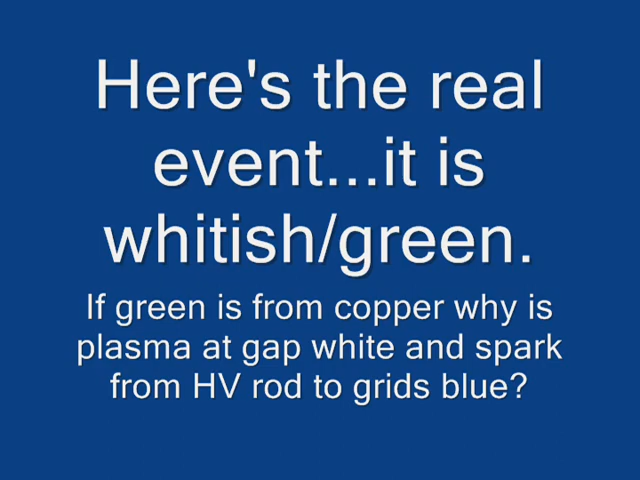 Here's the real
event...it is
whitish/green.
If green is from copper why is
plasma at gap white and spark
from HV rod to grids blue?